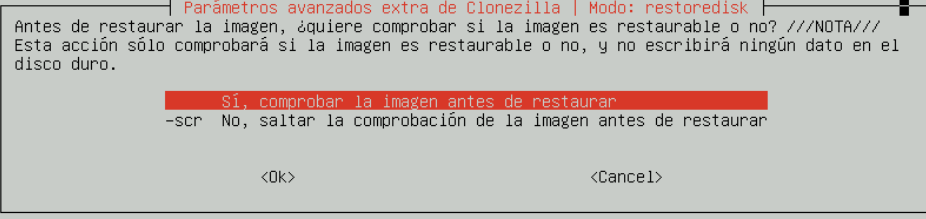 Parámetros avanzados extra de Clonezilla | Modo: restoredisk
Antes de restaurar la imagen, ¿quiere comprobar si la imagen es restaurable o no? ///NOTA///
Esta acción sólo comprobará si la imagen es restaurable o no, y no escribirá ningún dato en el
disco duro.
Sí, comprobar la imagen antes de restaurar
-scr No, saltar la comprobación de la imagen antes de restaurar
<Ok> <Cancel>